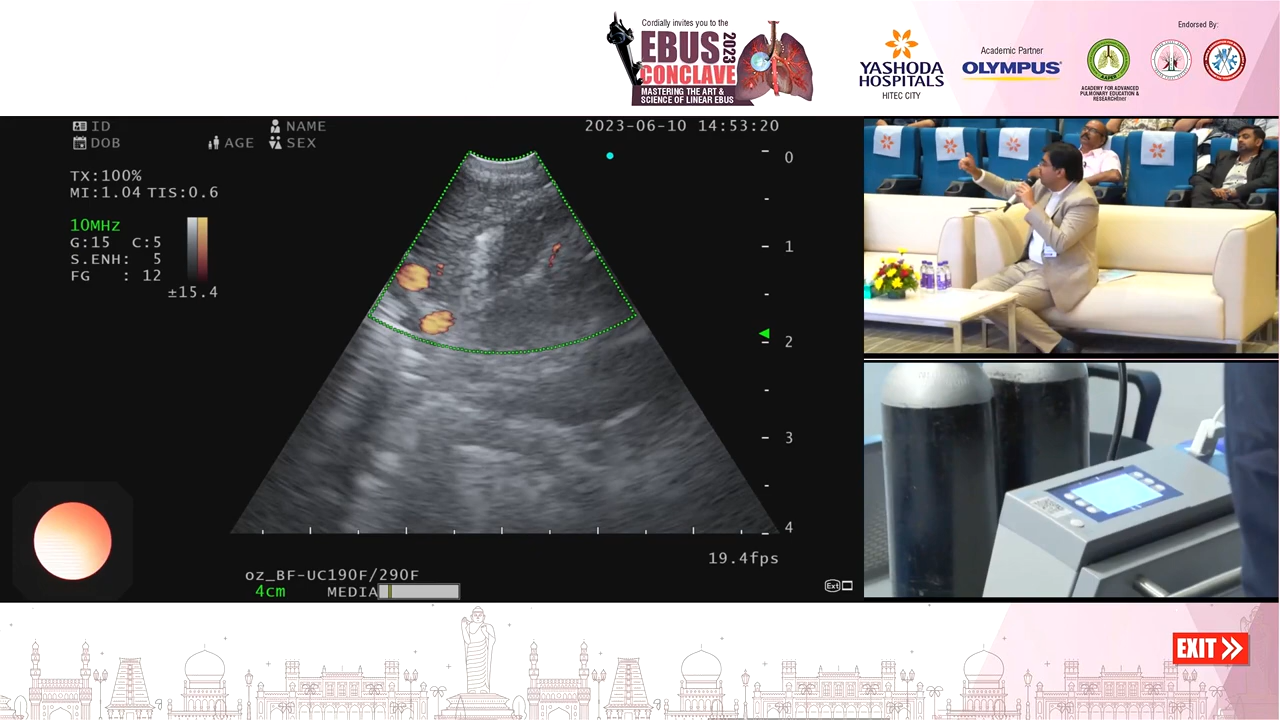 Cordially invites you to the
EBUS 2023
CONCLAVE
MASTERING THE ART &
SCIENCE OF LINEAR EBUS
YASHODA
HOSPITALS
HITEC CITY
Academic Partner
OLYMPUS
Endorsed By:
ACADEMY FOR ADVANCED
PULMONARY EDUCATION &
ID NAME
DOB AGE SEX
2023-06-10 14:53:20
TX:100%
MI:1.04 TIS:0.6
10MHz
G:15 C:5
S.ENH: 5
FG : 12
±15.4
0
1
2
3
4
19.4fps
oz_BF-UC190F/290F
4cm MEDIA
Ext
EXIT